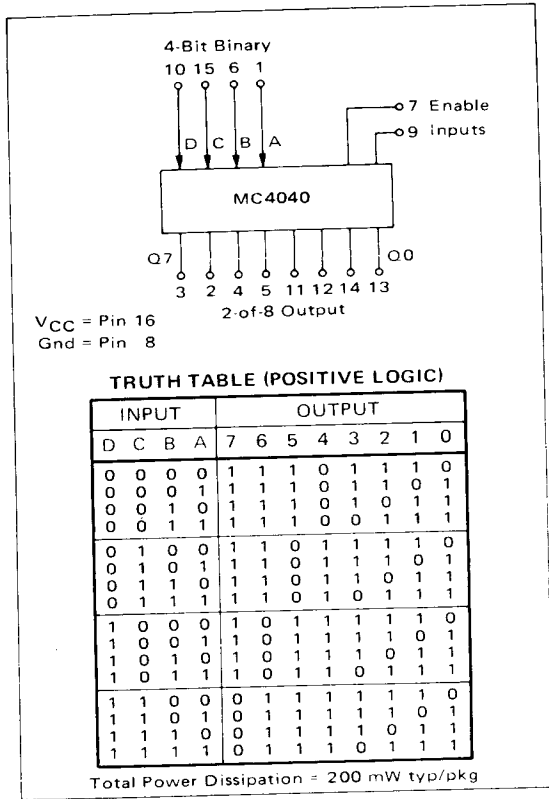 4-Bit Binary
10 15 6 1
7 Enable
9 Inputs
D C B A
MC4040
Q7 Q0
3 2 4 5 11 12 14 13
2-of-8 Output
VCC = Pin 16
Gnd = Pin 8
TRUTH TABLE (POSITIVE LOGIC)
INPUT OUTPUT
D C B A 7 6 5 4 3 2 1 0
0 0 0 0 1 1 1 0 1 1 1 0
0 0 0 1 1 1 1 0 1 1 0 1
0 0 1 0 1 1 1 0 1 0 1 1
0 0 1 1 1 1 1 0 0 1 1 1
0 1 0 0 1 1 0 1 1 1 1 0
0 1 0 1 1 1 0 1 1 1 0 1
0 1 1 0 1 1 0 1 1 0 1 1
0 1 1 1 1 1 0 1 0 1 1 1
1 0 0 0 1 0 1 1 1 1 1 0
1 0 0 1 1 0 1 1 1 1 0 1
1 0 1 0 1 0 1 1 1 0 1 1
1 0 1 1 1 0 1 1 0 1 1 1
1 1 0 0 0 1 1 1 1 1 1 0
1 1 0 1 0 1 1 1 1 1 0 1
1 1 1 0 0 1 1 1 1 0 1 1
1 1 1 1 0 1 1 1 0 1 1 1
Total Power Dissipation = 200 mW typ/pkg